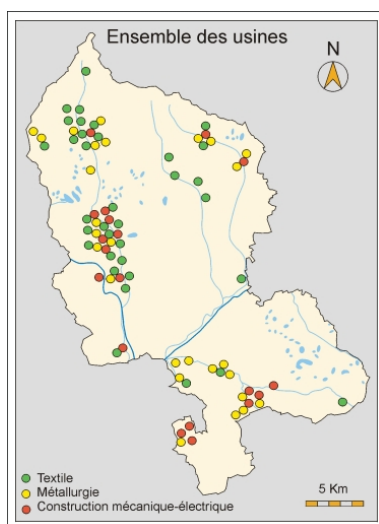 Ensemble des usines
N
Textile
Métallurgie
Construction mécanique-électrique
5 Km